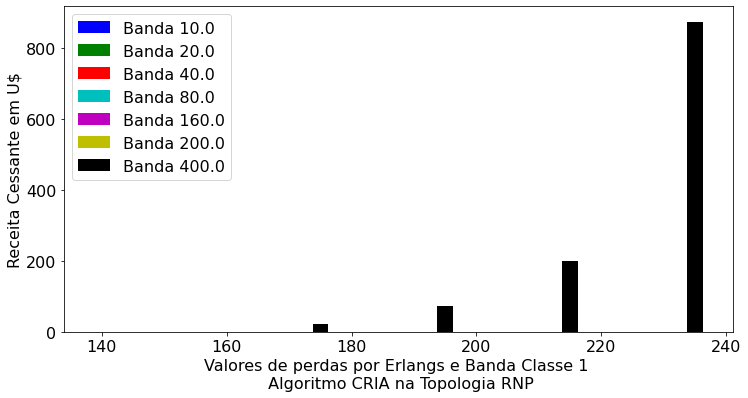 Banda 10.0
Banda 20.0
Banda 40.0
Banda 80.0
Banda 160.0
Banda 200.0
Banda 400.0
Receita Cessante em U$
800
600
400
200
0
140 160 180 200 220 240
Valores de perdas por Erlangs e Banda Classe 1
Algoritmo CRIA na Topologia RNP